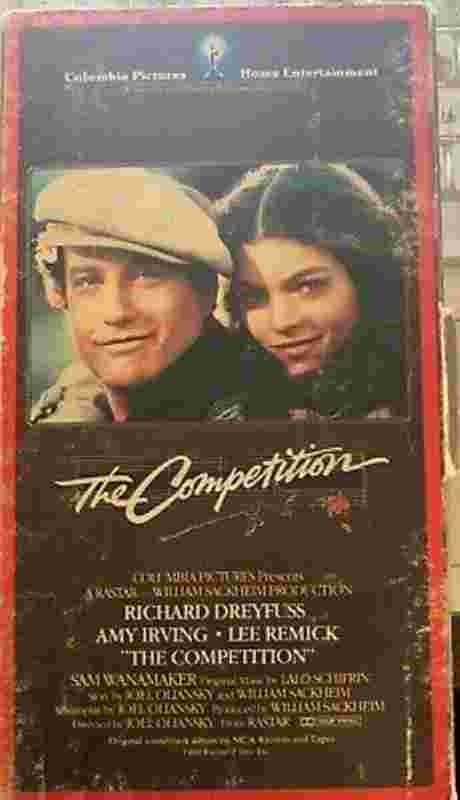 Columbia Pictures Home Entertainment
The Competition
COLUMBIA PICTURES Presents
A RASTAR – WILLIAM SACKHEIM PRODUCTION
RICHARD DREYFUSS
AMY IRVING • LEE REMICK
"THE COMPETITION"
SAM WANAMAKER Original Music by LALO SCHIFRIN
Story by JOEL OLIANSKY and WILLIAM SACKHEIM
Screenplay by JOEL OLIANSKY Produced by WILLIAM SACKHEIM
Directed by JOEL OLIANSKY From RASTAR
Original soundtrack album on MCA Records and Tapes